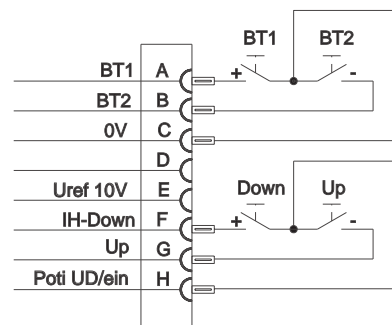 BT1 BT2
BT1 A + -
BT2 B
0V C
D
Uref 10V E Down Up
IH-Down F + -
Up G
Poti UD/ein H